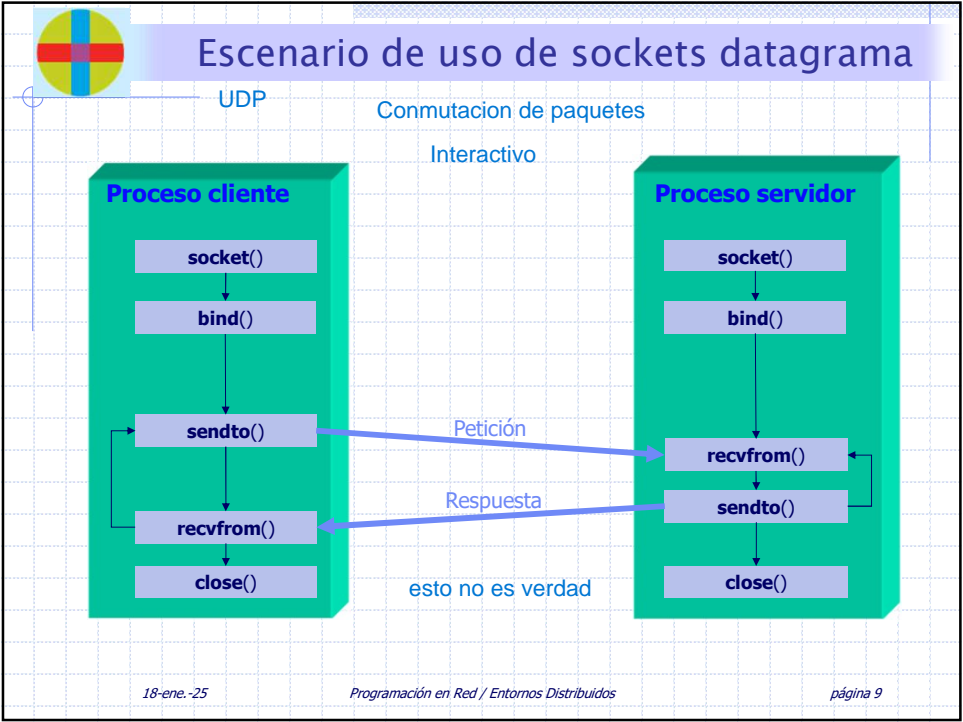 Escenario de uso de sockets datagrama
UDP
Conmutacion de paquetes
Interactivo
Proceso cliente
socket()
bind()
sendto()
recvfrom()
close()
Petición
Respuesta
esto no es verdad
Proceso servidor
socket()
bind()
recvfrom()
sendto()
close()
18-ene.-25
Programación en Red / Entornos Distribuidos
página 9